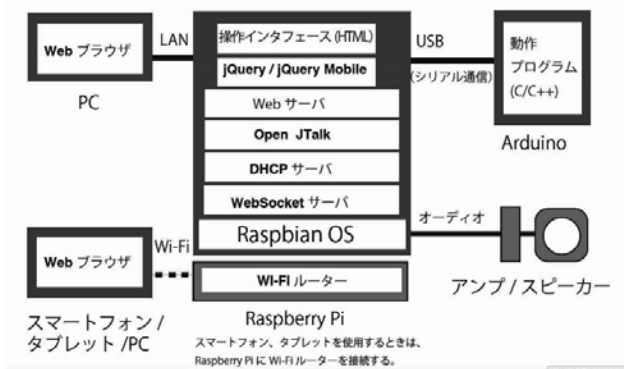 Web ブラウザ
LAN
PC
操作インタフェース (HTML)
jQuery / jQuery Mobile
Web サーバ
Open JTalk
DHCP サーバ
WebSocket サーバ
Raspbian OS
USB
(シリアル通信)
動作
プログラム
(C/C++)
Arduino
オーディオ
アンプ / スピーカー
Web ブラウザ
Wi-Fi
スマートフォン /
タブレット /PC
WI-FI ルーター
Raspberry Pi
スマートフォン、タブレットを使用するときは、
Raspberry Pi に Wi-Fi ルーターを接続する。